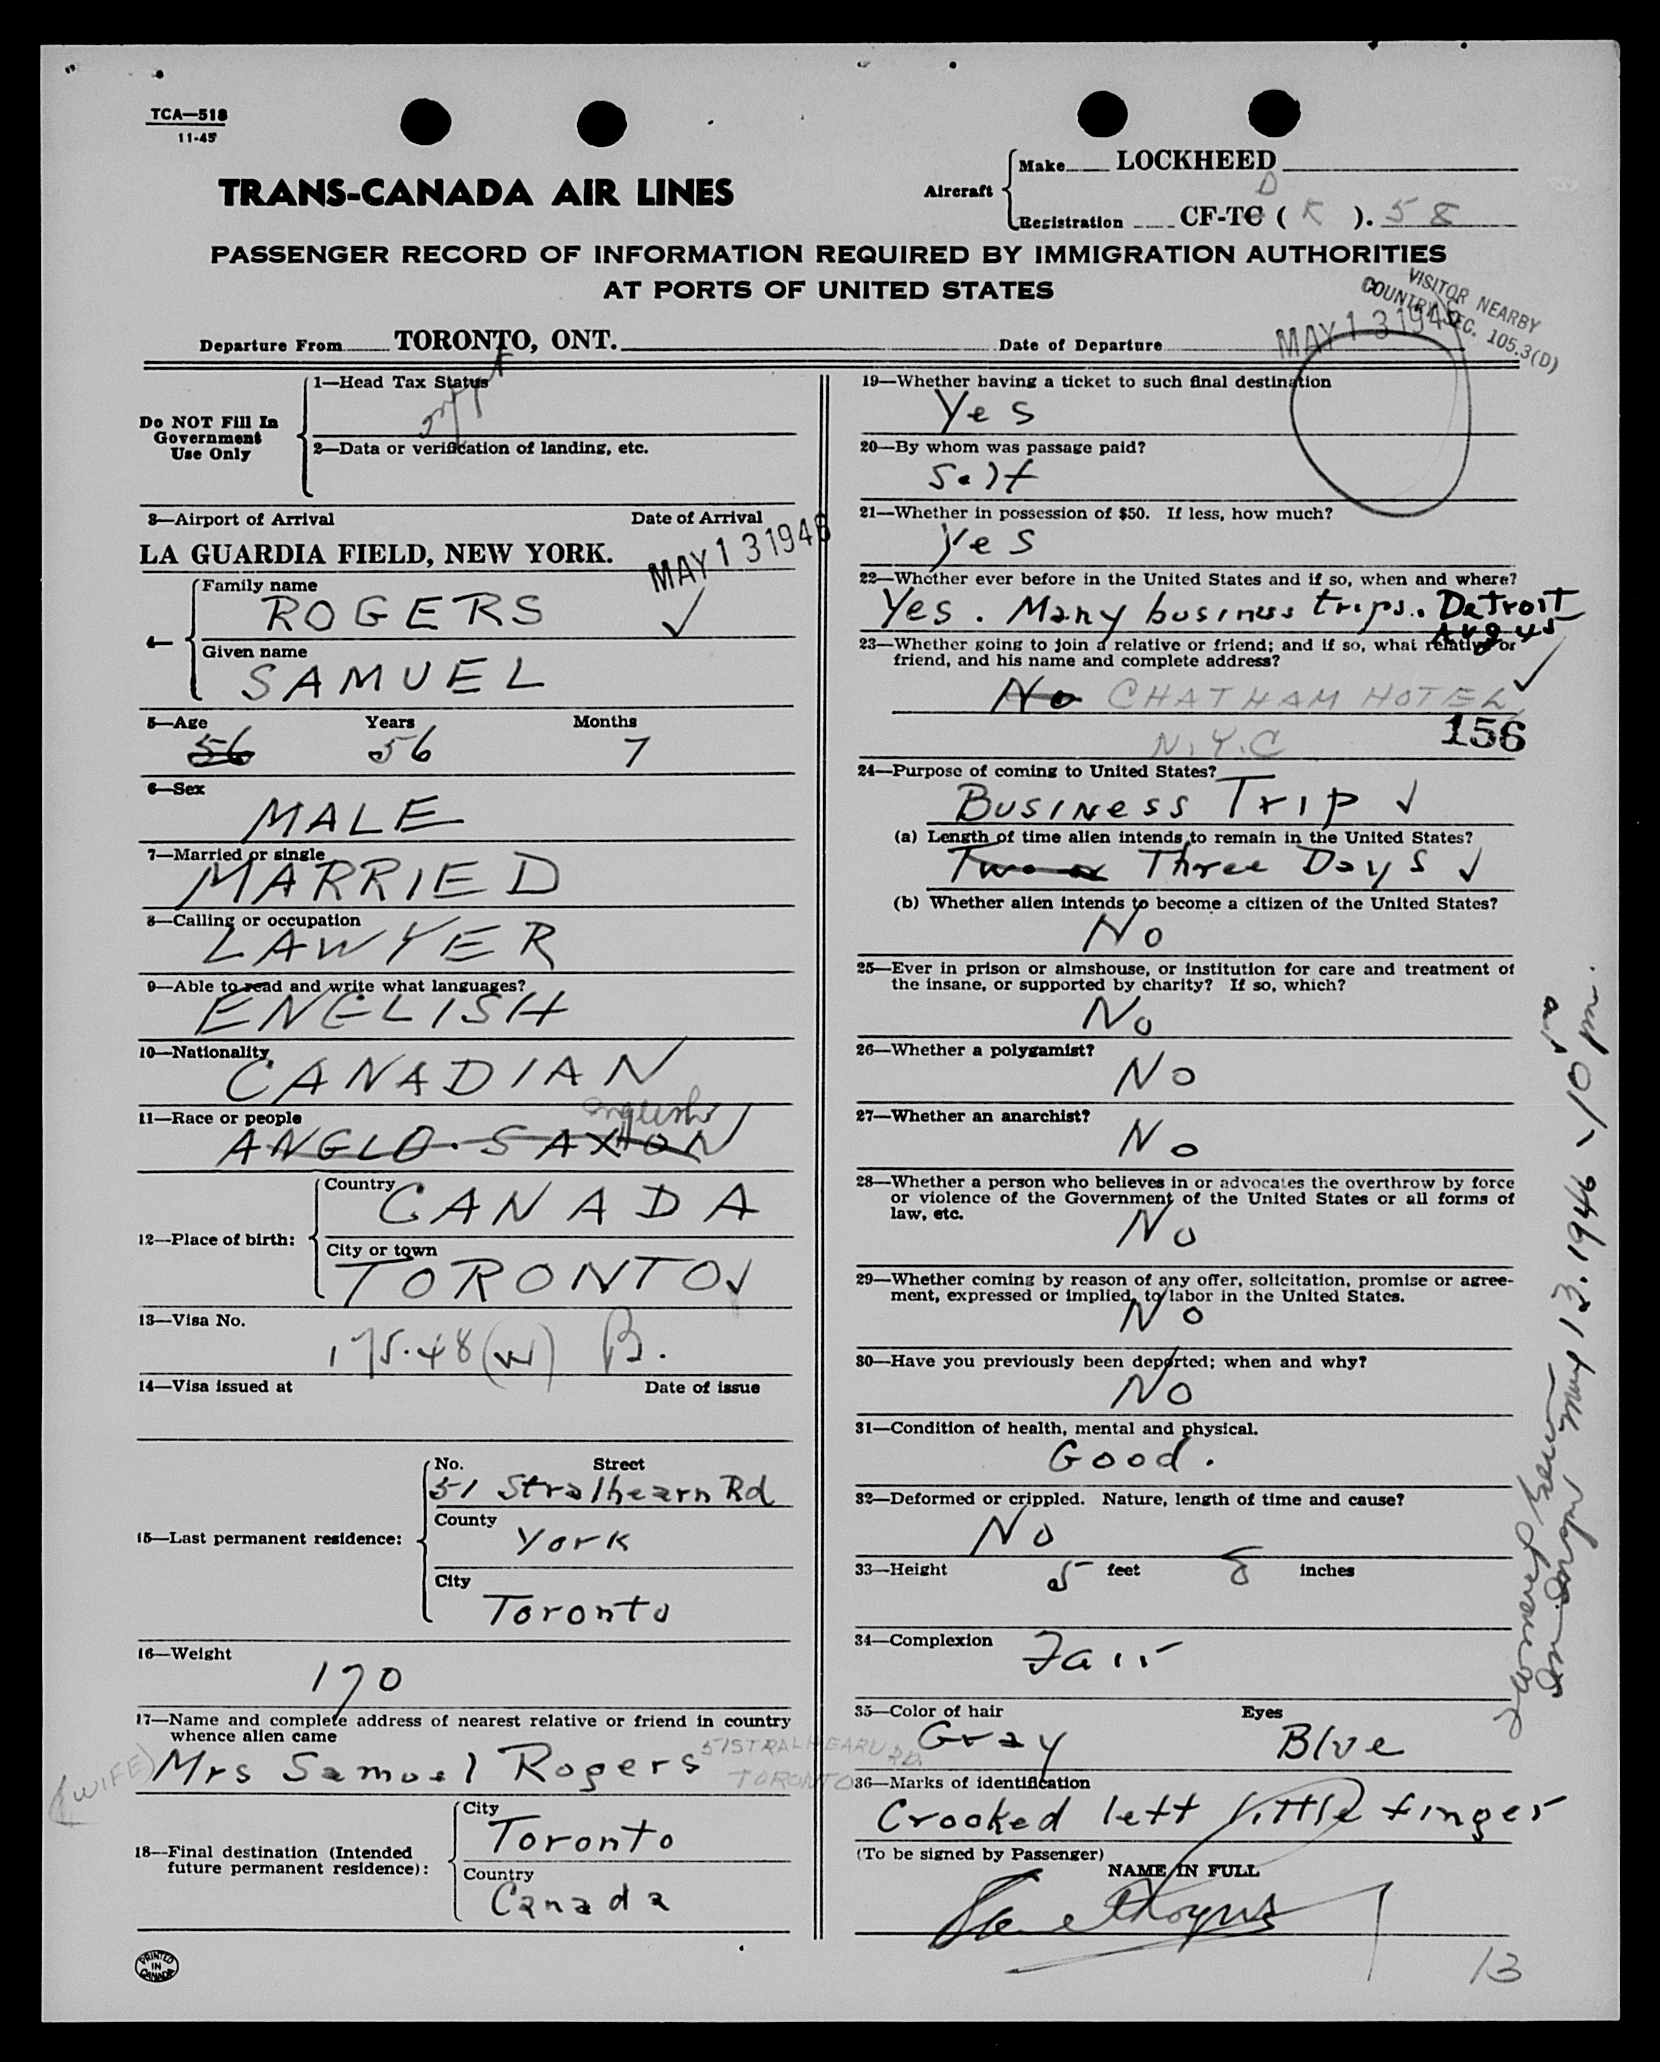 TCA—518
11-45
TRANS-CANADA AIR LINES
Aircraft
Make LOCKHEED
D
Registration CF-TC ( K ). 58
PASSENGER RECORD OF INFORMATION REQUIRED BY IMMIGRATION AUTHORITIES
AT PORTS OF UNITED STATES
VISITOR NEARBY
COUNTRY SEC. 105.3(D)
Departure From TORONTO, ONT. Date of Departure MAY 13 1946
Do NOT Fill In
Government
Use Only
1—Head Tax Status
2—Data or verification of landing, etc.
3—Airport of Arrival Date of Arrival
LA GUARDIA FIELD, NEW YORK. MAY 13 1946
4—
Family name
ROGERS
Given name
SAMUEL
5—Age Years Months
56 56 7
6—Sex
MALE
7—Married or single
MARRIED
8—Calling or occupation
LAWYER
9—Able to read and write what languages?
ENGLISH
10—Nationality
CANADIAN
11—Race or people
English
ANGLO-SAXON
12—Place of birth:
Country
CANADA
City or town
TORONTO
13—Visa No.
175.48 (W) B.
14—Visa issued at Date of issue
15—Last permanent residence:
No. Street
51 Stralhearn Rd
County
York
City
Toronto
16—Weight
170
17—Name and complete address of nearest relative or friend in country
whence alien came
(WIFE) Mrs Samuel Rogers 51 STRALHEARN RD.
TORONTO
18—Final destination (Intended
future permanent residence):
City
Toronto
Country
Canada
PRINTED
IN
CANADA
19—Whether having a ticket to such final destination
Yes
20—By whom was passage paid?
Self
21—Whether in possession of $50. If less, how much?
Yes
22—Whether ever before in the United States and if so, when and where?
Yes. Many business trips. Detroit
23—Whether going to join a relative or friend; and if so, what relative or
friend, and his name and complete address?
No CHATHAM HOTEL
N.Y.C
156
24—Purpose of coming to United States?
Business Trip
(a) Length of time alien intends to remain in the United States?
Two or Three Days
(b) Whether alien intends to become a citizen of the United States?
No
25—Ever in prison or almshouse, or institution for care and treatment of
the insane, or supported by charity? If so, which?
No
26—Whether a polygamist?
No
27—Whether an anarchist?
No
28—Whether a person who believes in or advocates the overthrow by force
or violence of the Government of the United States or all forms of
law, etc.
No
29—Whether coming by reason of any offer, solicitation, promise or agree-
ment, expressed or implied, to labor in the United States.
No
30—Have you previously been deported; when and why?
No
31—Condition of health, mental and physical.
Good.
32—Deformed or crippled. Nature, length of time and cause?
No
33—Height 5 feet 8 inches
34—Complexion Fair
35—Color of hair Eyes
Gray Blue
36—Marks of identification
Crooked left little finger
(To be signed by Passenger)
NAME IN FULL
13
May 13. 1946 - 10 pm.